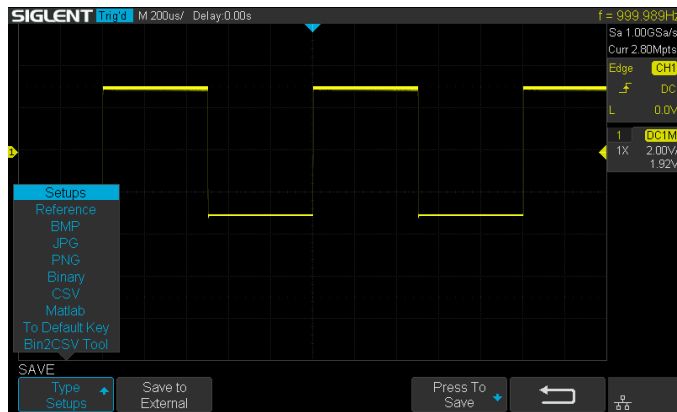 SIGLENT Trig'd M 200us/ Delay:0.00s f = 999.989Hz
Sa 1.00GSa/s
Curr 2.80Mpts
Edge CH1
DC
L 0.0V
1 DC1M
1X 2.00V/
1.92V
1
Setups
Reference
BMP
JPG
PNG
Binary
CSV
Matlab
To Default Key
Bin2CSV Tool
SAVE
Type
Setups
Save to
External
Press To
Save